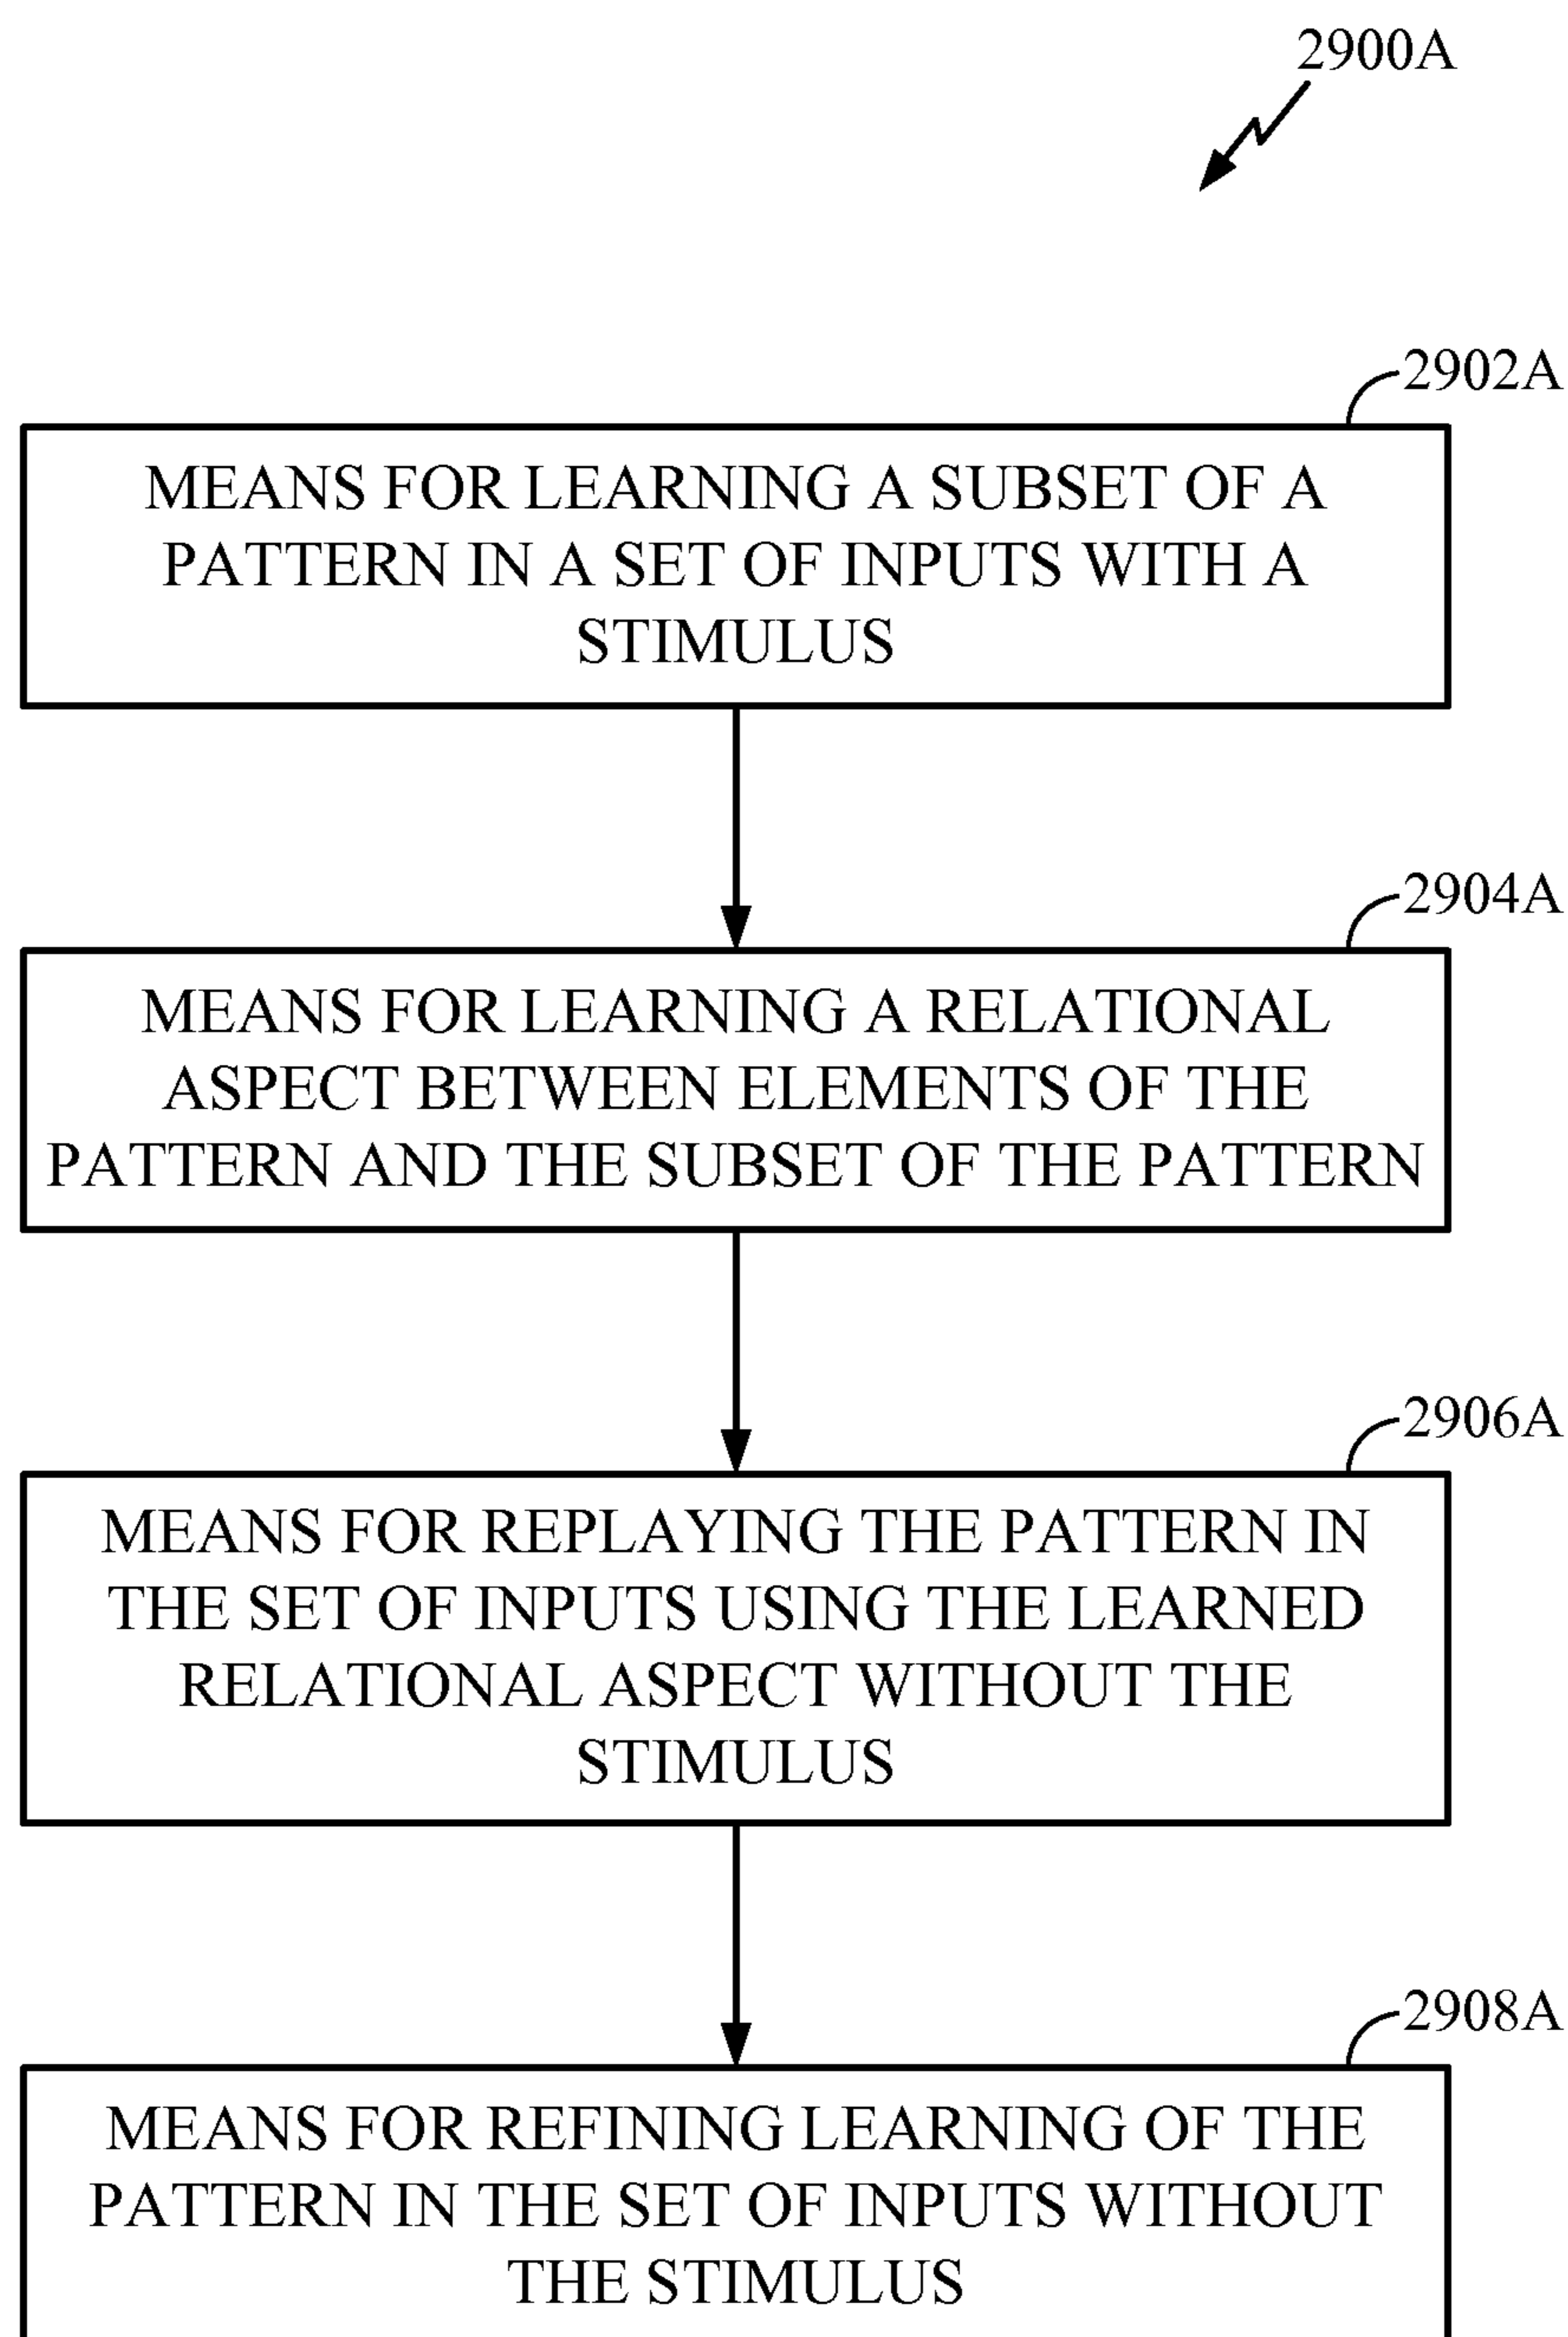 2900A
2902A
MEANS FOR LEARNING A SUBSET OF A
PATTERN IN A SET OF INPUTS WITH A
STIMULUS
2904A
MEANS FOR LEARNING A RELATIONAL
ASPECT BETWEEN ELEMENTS OF THE
PATTERN AND THE SUBSET OF THE PATTERN
2906A
MEANS FOR REPLAYING THE PATTERN IN
THE SET OF INPUTS USING THE LEARNED
RELATIONAL ASPECT WITHOUT THE
STIMULUS
2908A
MEANS FOR REFINING LEARNING OF THE
PATTERN IN THE SET OF INPUTS WITHOUT
THE STIMULUS